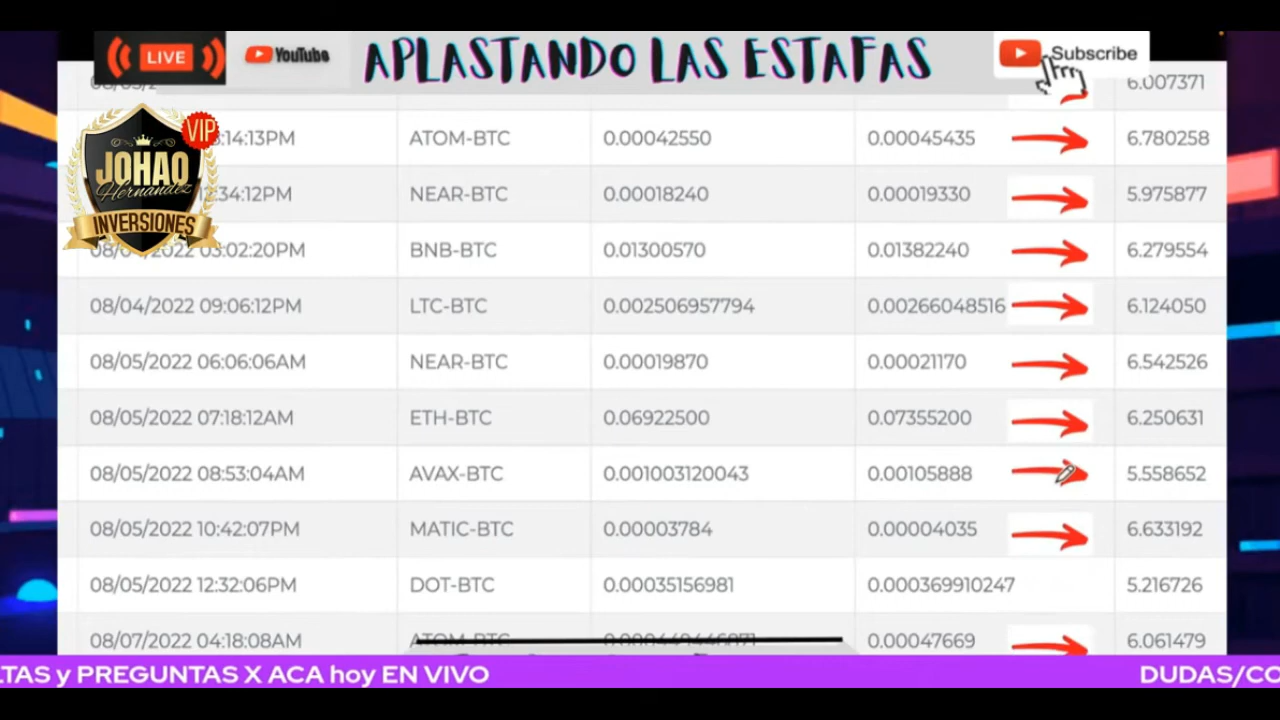 LIVE YouTube APLASTANDO LAS ESTAFAS Subscribe
6.007371
VIP
JOHAO
Hernandez
INVERSIONES
:14:13PM ATOM-BTC 0.00042550 0.00045435 6.780258
:34:12PM NEAR-BTC 0.00018240 0.00019330 5.975877
2022 03:02:20PM BNB-BTC 0.01300570 0.01382240 6.279554
08/04/2022 09:06:12PM LTC-BTC 0.002506957794 0.00266048516 6.124050
08/05/2022 06:06:06AM NEAR-BTC 0.00019870 0.00021170 6.542526
08/05/2022 07:18:12AM ETH-BTC 0.06922500 0.07355200 6.250631
08/05/2022 08:53:04AM AVAX-BTC 0.001003120043 0.00105888 5.558652
08/05/2022 10:42:07PM MATIC-BTC 0.00003784 0.00004035 6.633192
08/05/2022 12:32:06PM DOT-BTC 0.00035156981 0.000369910247 5.216726
08/07/2022 04:18:08AM ATOM-BTC 0.00047669 6.061479
LTAS y PREGUNTAS X ACA hoy EN VIVO DUDAS/CO